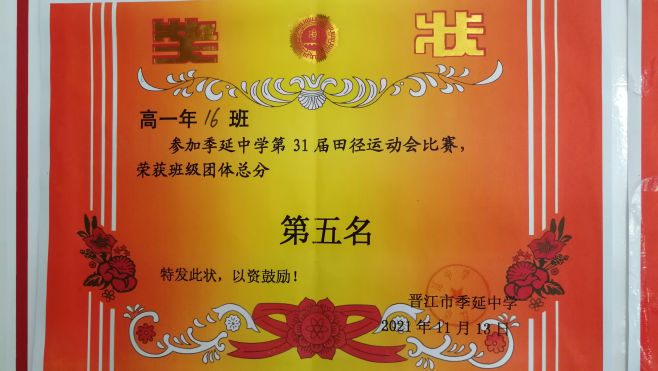 奖状
高一年16班
参加季延中学第31届田径运动会比赛，
荣获班级团体总分
第五名
特发此状，以资鼓励！
晋江市季延中学
2021年11月13日